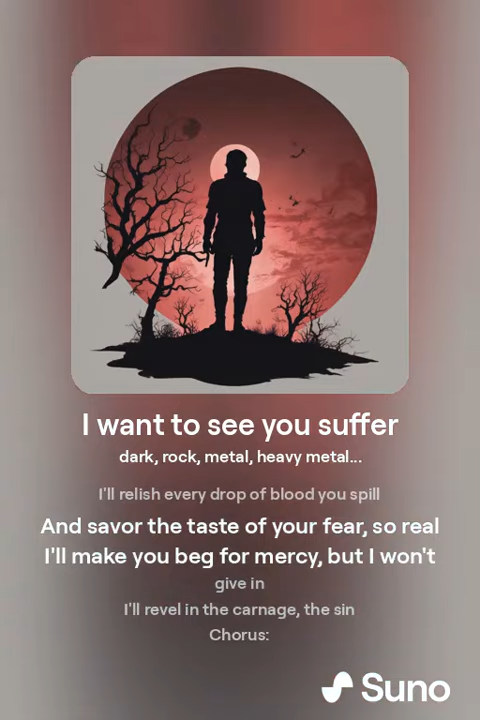 I want to see you suffer
dark, rock, metal, heavy metal...
I'll relish every drop of blood you spill
And savor the taste of your fear, so real
I'll make you beg for mercy, but I won't
give in
I'll revel in the carnage, the sin
Chorus:
Suno